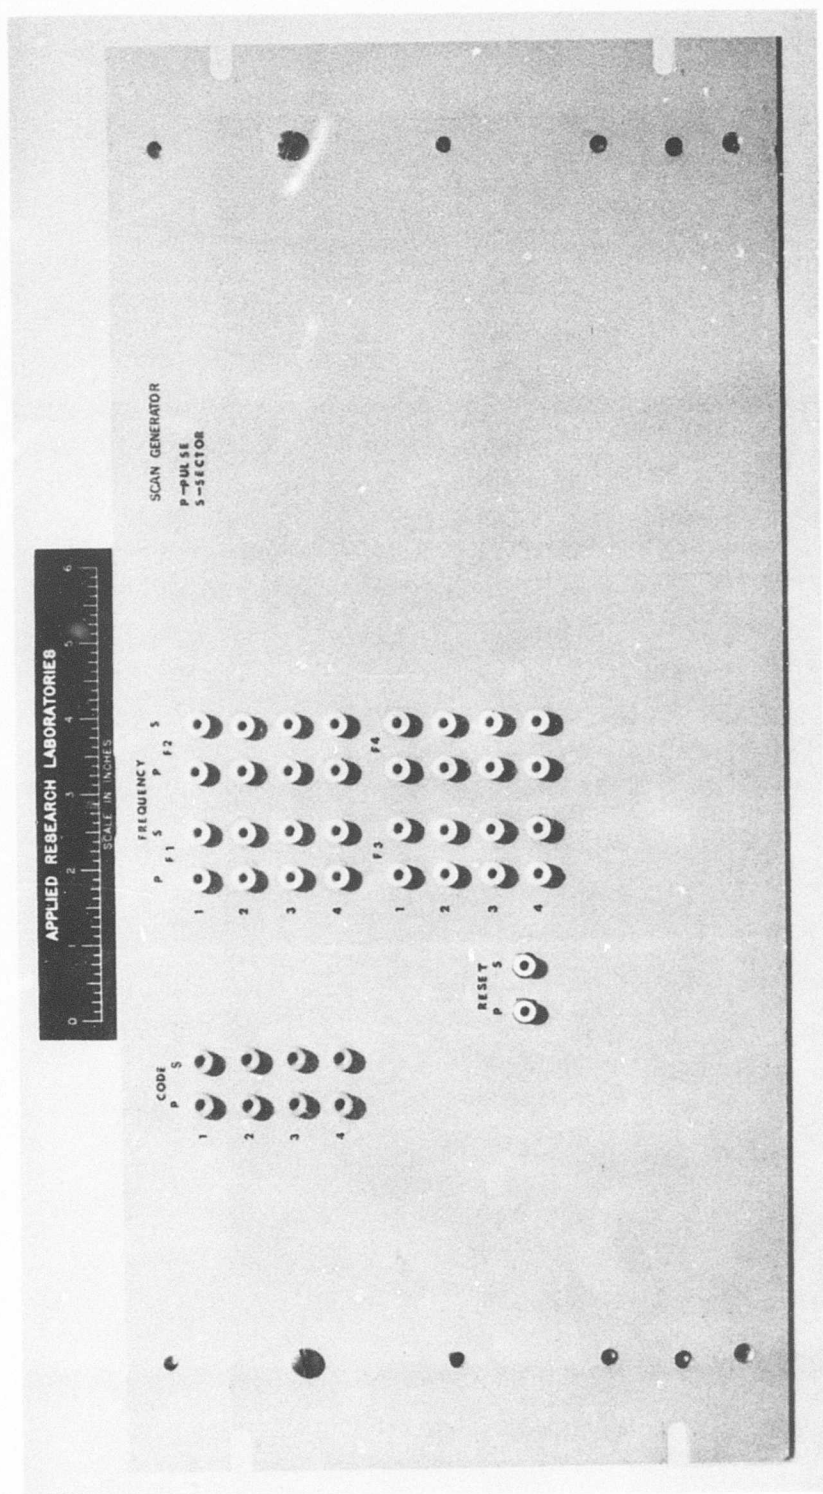 APPLIED RESEARCH LABORATORIES
0 1 2 3 4 5 6
SCALE IN INCHES
CODE
P S
1
2
3
4
FREQUENCY
P S P S
F1 F2
1
2
3
4
F3 F4
1
2
3
4
RESET
P S
SCAN GENERATOR
P-PULSE
S-SECTOR